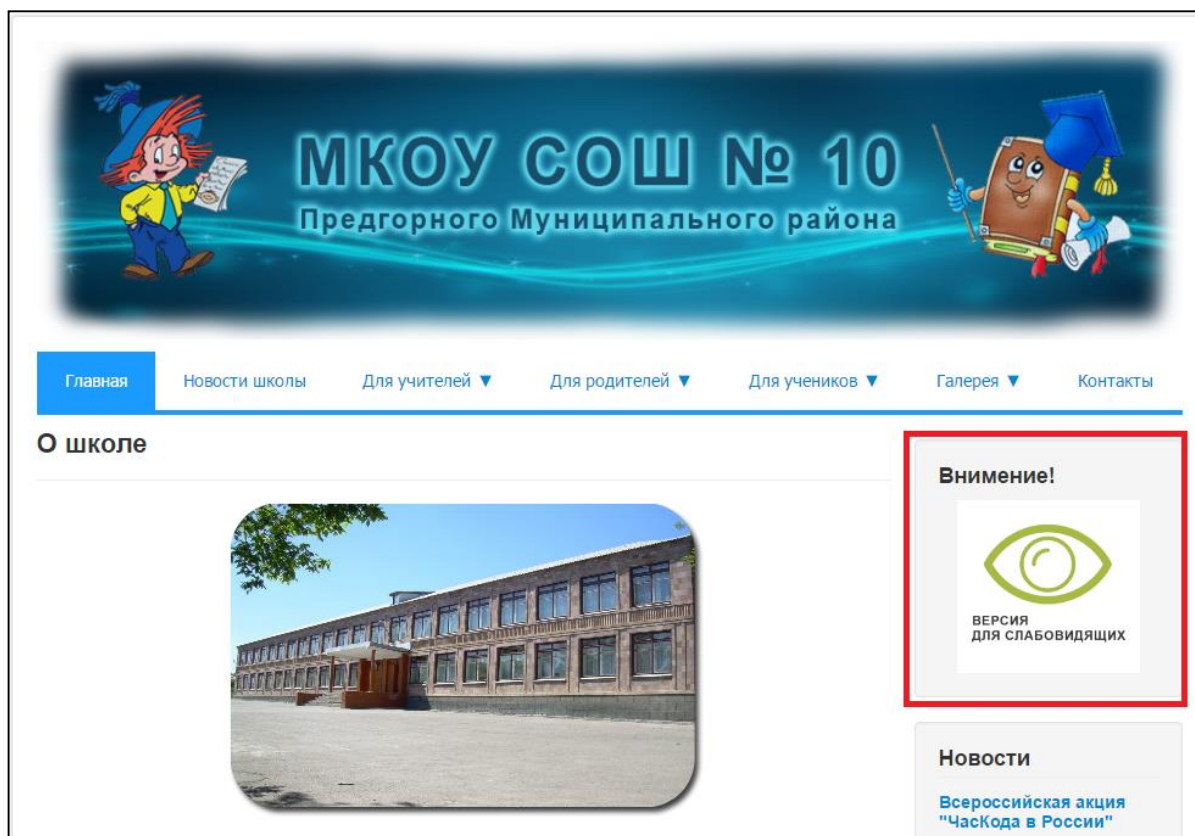 МКОУ СОШ № 10
Предгорного Муниципального района
Главная Новости школы Для учителей ▼ Для родителей ▼ Для учеников ▼ Галерея ▼ Контакты
О школе
Внимение!
ВЕРСИЯ
ДЛЯ СЛАБОВИДЯЩИХ
Новости
Всероссийская акция
"ЧасКода в России"